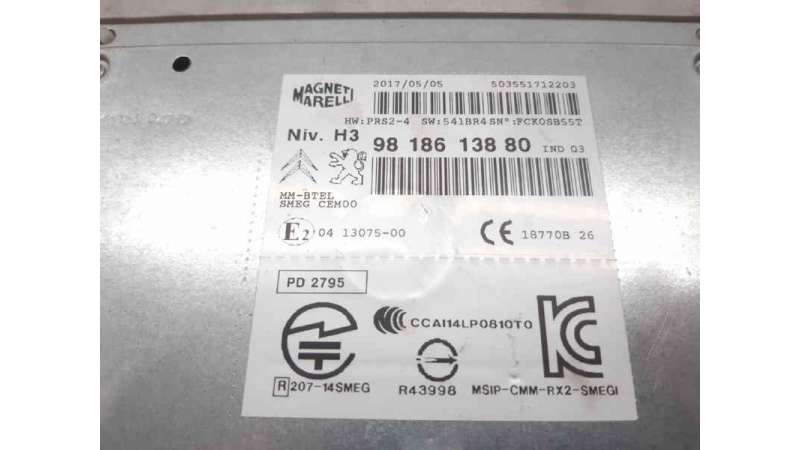 MAGNETI
MARELLI
2017/05/05 503551712203
HW:PRS2-4 SW:541BR4 SN°:FCK0SB55T
Niv. H3
98 186 138 80 IND Q3
MM-BTEL
SMEG CEM00
E2 04 13075-00
CE 18770B 26
PD 2795
CCAI14LP0810T0
R 207-14SMEG
R43998
MSIP-CMM-RX2-SMEGI